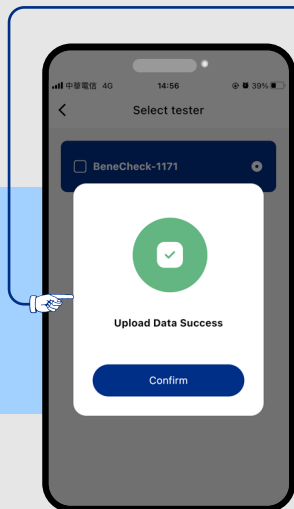 中華電信 4G 14:56 39%
Select tester
BeneCheck-1171
Upload Data Success
Confirm